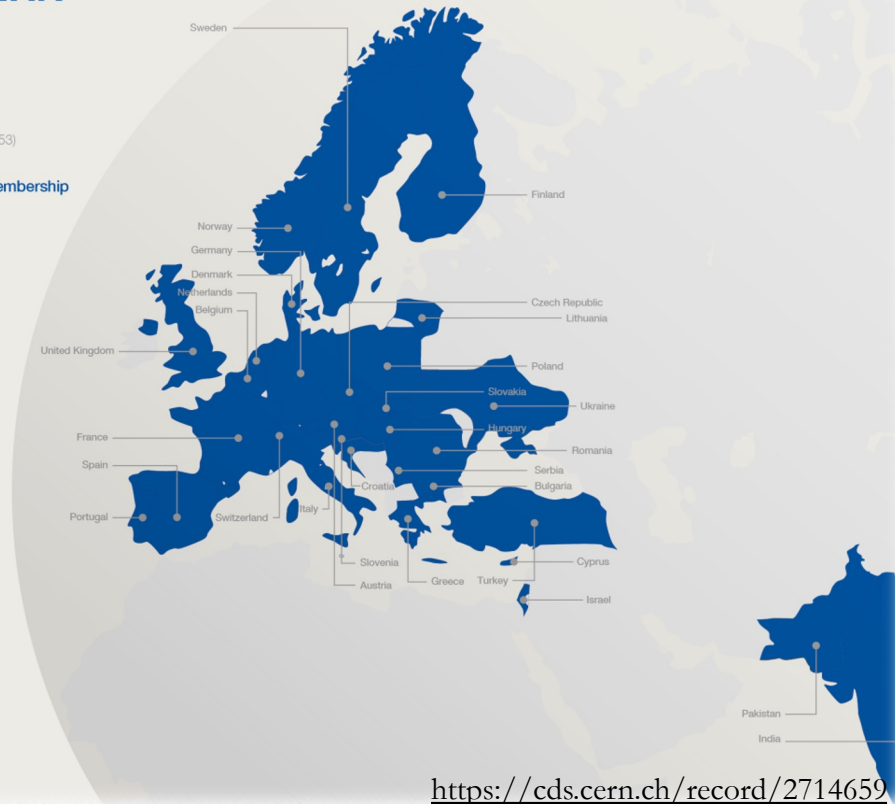 53)
embership
Sweden
Finland
Norway
Germany
Denmark
Netherlands
Belgium
Czech Republic
Lithuania
United Kingdom
Poland
Slovakia
Ukraine
Hungary
France
Romania
Spain
Serbia
Croatia
Bulgaria
Italy
Portugal
Switzerland
Slovenia
Cyprus
Austria
Greece
Turkey
Israel
Pakistan
India
https://cds.cern.ch/record/2714659